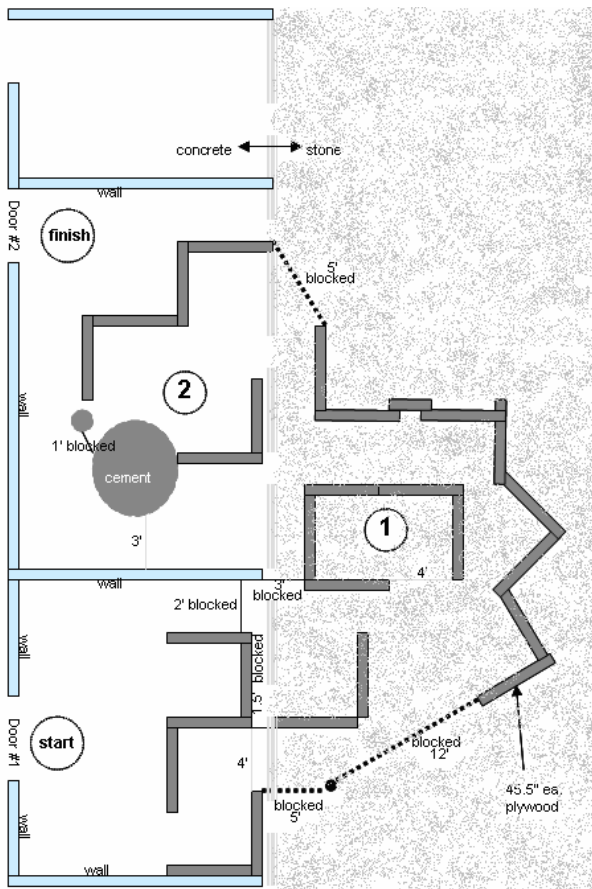 concrete
stone
wall
Door #2
finish
5'
blocked
2
wall
1' blocked
cement
1
3'
wall
3'
blocked
4'
2' blocked
wall
blocked
1.5'
Door #1
start
4'
blocked
12'
blocked
5'
45.5" ea.
plywood
wall
wall